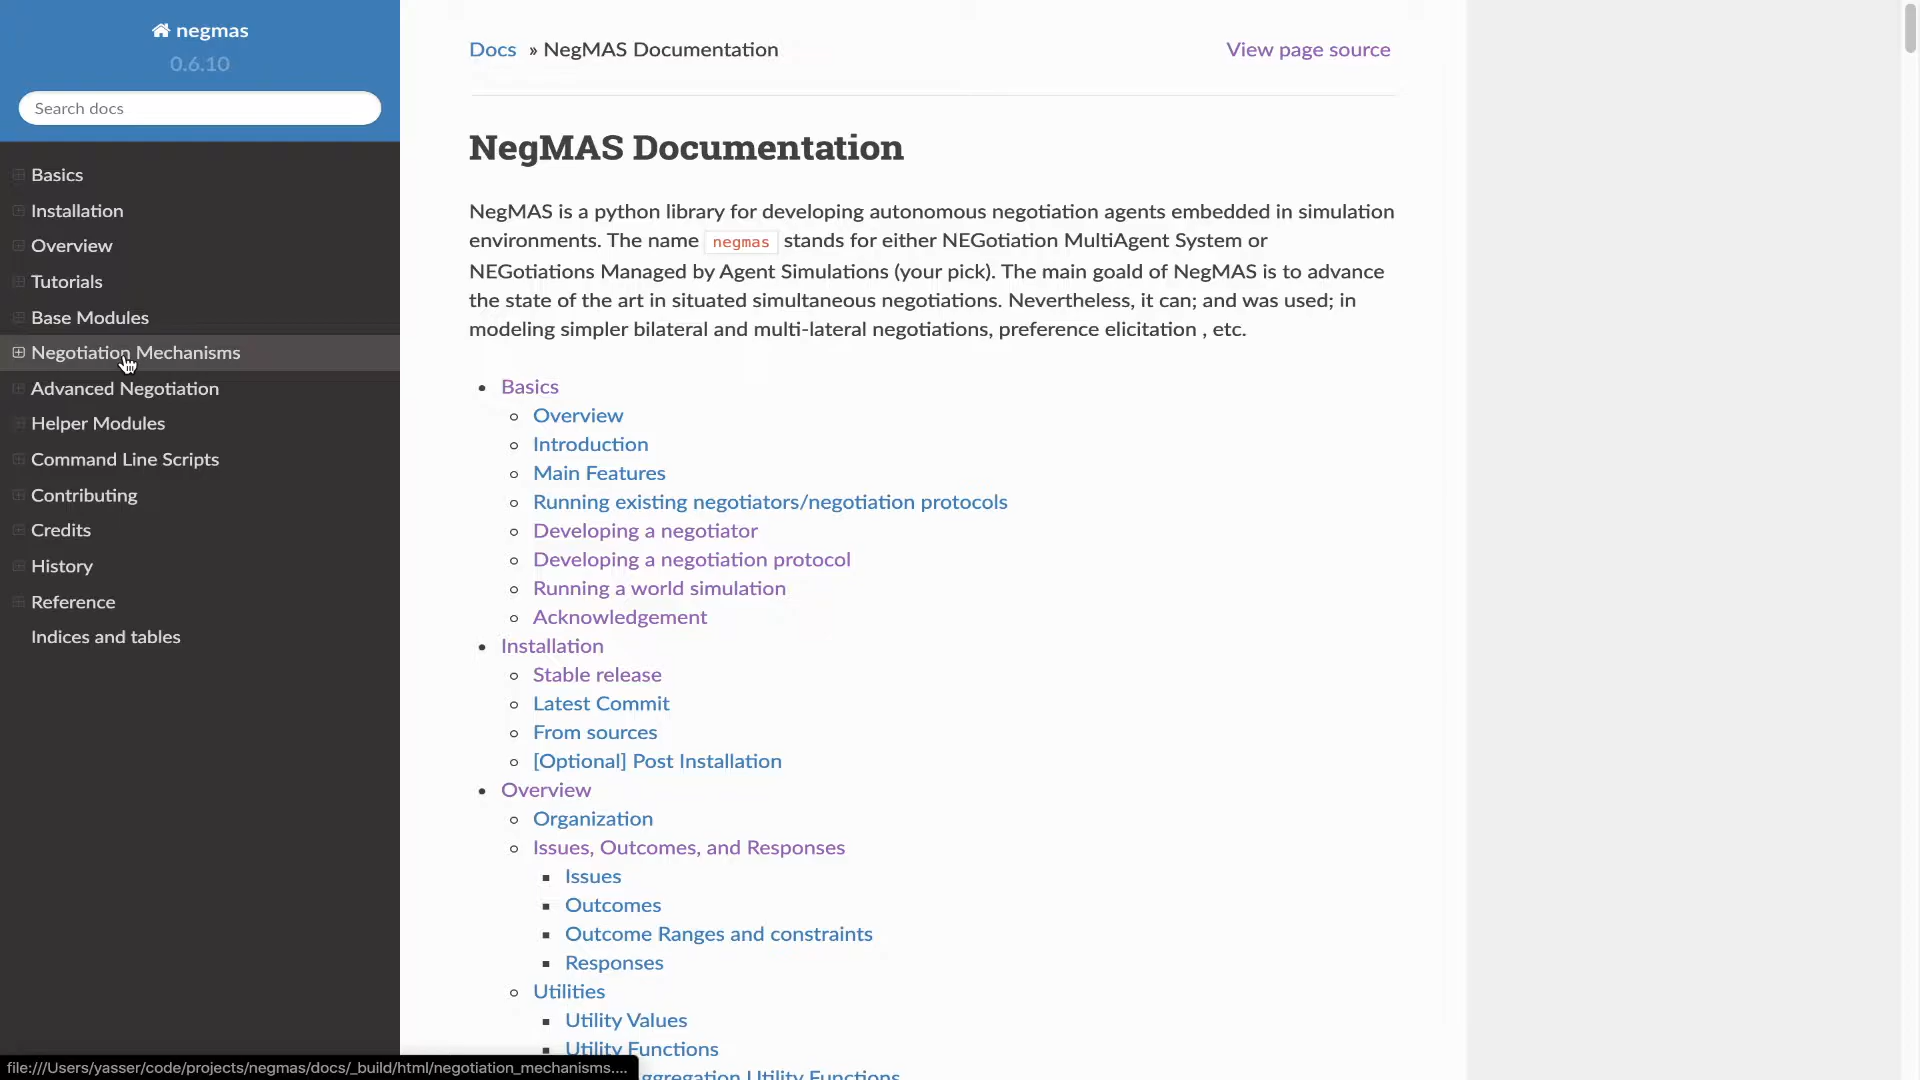 negmas
0.6.10
Search docs
Basics
Installation
Overview
Tutorials
Base Modules
Negotiation Mechanisms
Advanced Negotiation
Helper Modules
Command Line Scripts
Contributing
Credits
History
Reference
Indices and tables
Docs » NegMAS Documentation
View page source
NegMAS Documentation
NegMAS is a python library for developing autonomous negotiation agents embedded in simulation
environments. The name negmas stands for either NEGotiation MultiAgent System or
NEGotiations Managed by Agent Simulations (your pick). The main goald of NegMAS is to advance
the state of the art in situated simultaneous negotiations. Nevertheless, it can; and was used; in
modeling simpler bilateral and multi-lateral negotiations, preference elicitation , etc.
Basics
Overview
Introduction
Main Features
Running existing negotiators/negotiation protocols
Developing a negotiator
Developing a negotiation protocol
Running a world simulation
Acknowledgement
Installation
Stable release
Latest Commit
From sources
[Optional] Post Installation
Overview
Organization
Issues, Outcomes, and Responses
Issues
Outcomes
Outcome Ranges and constraints
Responses
Utilities
Utility Values
Utility Functions
Utility Functions
file:///Users/yasser/code/projects/negmas/docs/_build/html/negotiation_mechanisms....